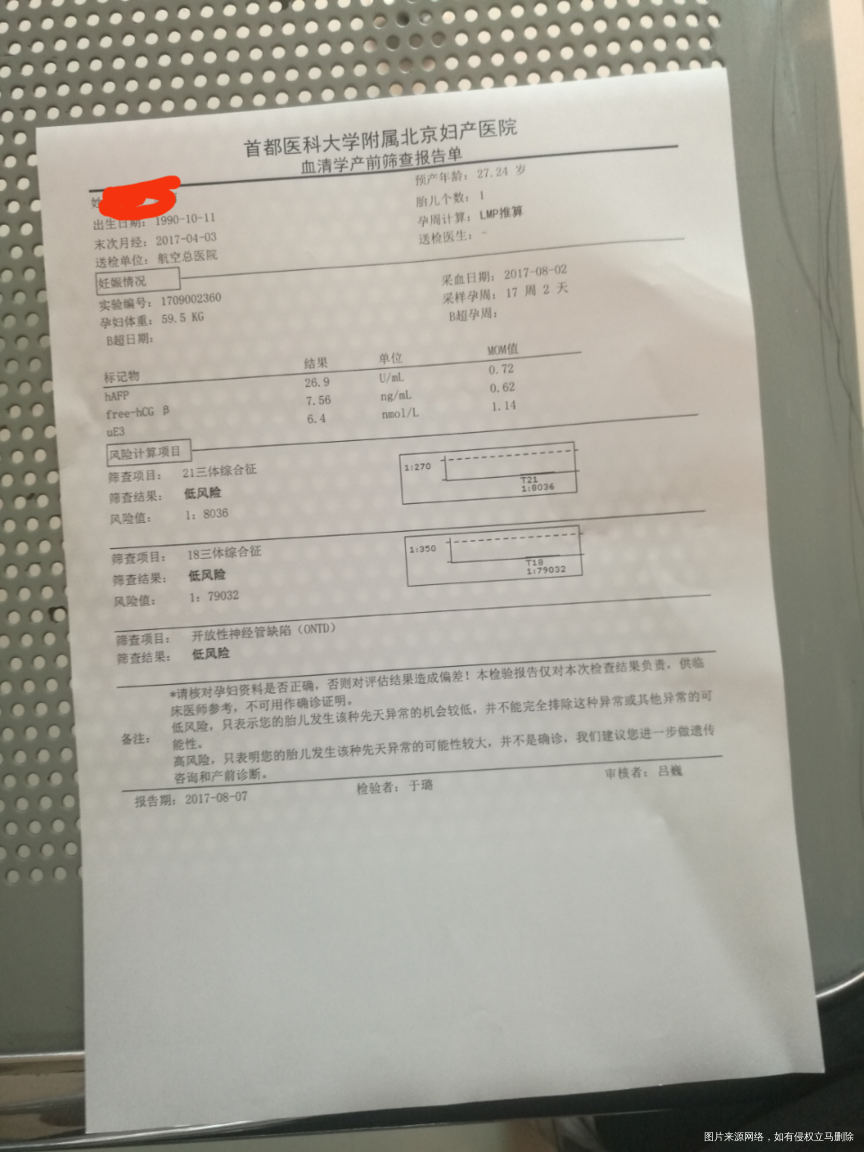 首都医科大学附属北京妇产医院
血清学产前筛查报告单
姓
预产年龄: 27.24 岁
出生日期: 1990-10-11
胎儿个数: 1
末次月经: 2017-04-03
孕周计算: LMP推算
送检单位: 航空总医院
送检医生: -
妊娠情况
采血日期: 2017-08-02
实验编号: 1709002360
采样孕周: 17 周 2 天
孕妇体重: 59.5 KG
B超孕周:
B超日期:
标记物 结果 单位 MOM值
hAFP 26.9 U/mL 0.72
free-hCG β 7.56 ng/mL 0.62
uE3 6.4 nmol/L 1.14
风险计算项目
筛查项目: 21三体综合征
筛查结果: 低风险
风险值: 1: 8036
1:270
T21
1:8036
筛查项目: 18三体综合征
筛查结果: 低风险
风险值: 1: 79032
1:350
T18
1:79032
筛查项目: 开放性神经管缺陷（ONTD）
筛查结果: 低风险
备注:
*请核对孕妇资料是否正确，否则对评估结果造成偏差！本检验报告仅对本次检查结果负责，供临
床医师参考，不可用作确诊证明。
低风险，只表示您的胎儿发生该种先天异常的机会较低，并不能完全排除这种异常或其他异常的可
能性。
高风险，只表明您的胎儿发生该种先天异常的可能性较大，并不是确诊，我们建议您进一步做遗传
咨询和产前诊断。
报告期: 2017-08-07 检验者: 于璐 审核者: 吕巍
图片来源网络，如有侵权立马删除